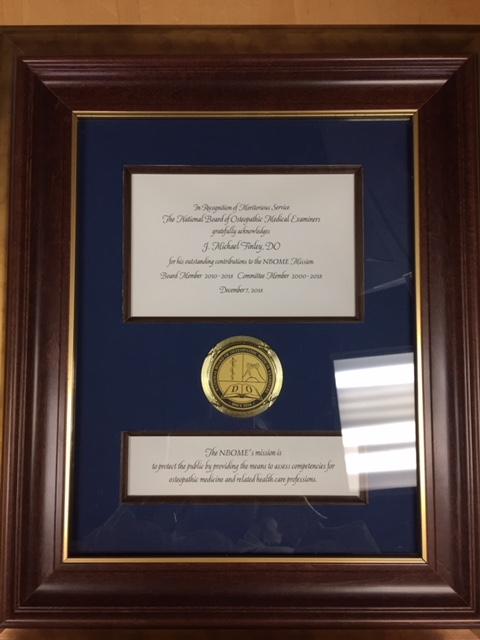 In Recognition of Meritorious Service
The National Board of Osteopathic Medical Examiners
gratefully acknowledges
J. Michael Finley, DO
for his outstanding contributions to the NBOME Mission
Board Member 2010-2018 Committee Member 2000-2018
December 7, 2018
D O
The NBOME's mission is
to protect the public by providing the means to assess competencies for
osteopathic medicine and related health care professions.